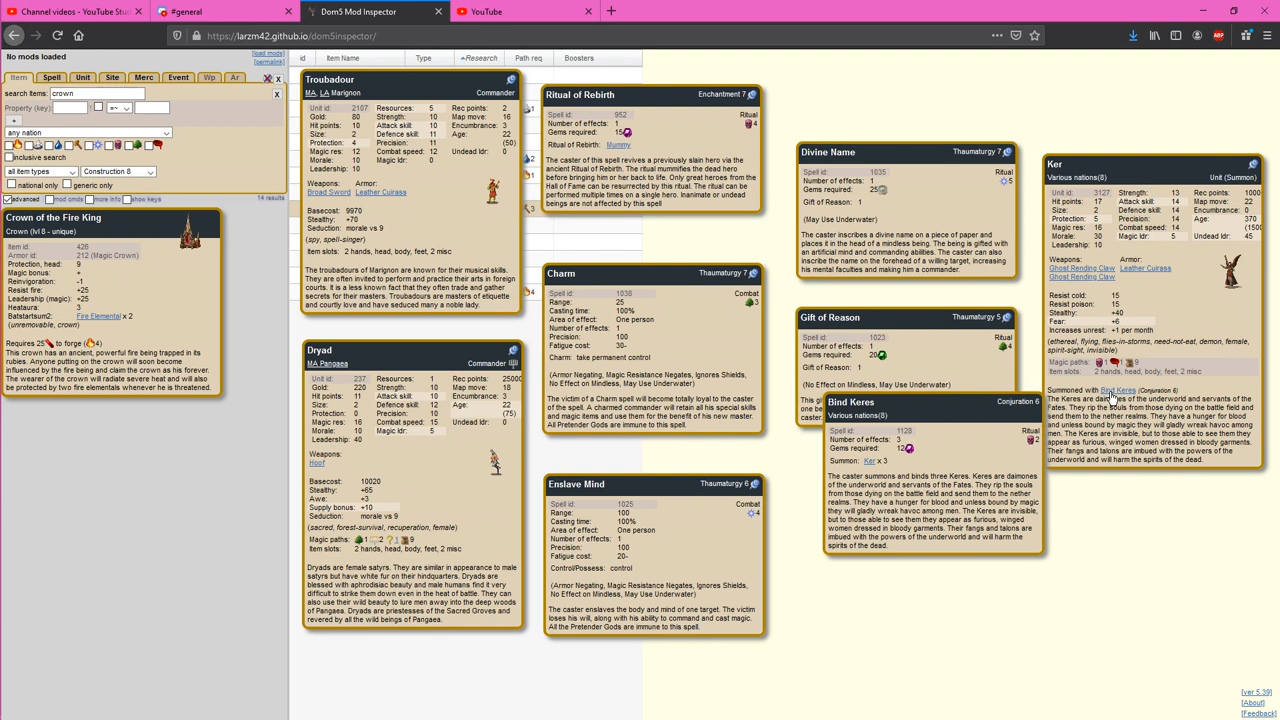 Channel videos - YouTube Stu
#general
Dom5 Mod Inspector
YouTube
https://larzm42.github.io/dom5inspector/
No mods loaded
[load mods]
[permalink]
Item
Spell
Unit
Site
Merc
Event
Wp
Ar
search Items: crown
Property (key)
=~
+
any nation
inclusive search
all item types
Construction 8
national only
generic only
advanced
mod cmds
more info
show keys
14 results
id
Item Name
Type
Research
Path req
Boosters
Crown of the Fire King
Crown (lvl 8 - unique)
Item id: 426
Armor id: 212 (Magic Crown)
Protection, head: 9
Magic bonus: +
Reinvigoration: -1
Resist fire: +25
Leadership (magic): +25
Heataura: 3
Batstartsum2: Fire Elemental x 2
(unremovable, crown)
Requires 25 to forge (4)
This crown has an ancient, powerful fire being trapped in its
rubies. Anyone putting on the crown will soon become
influenced by the fire being and claim the crown as his forever.
The wearer of the crown will radiate severe heat and will also
be protected by two fire elementals whenever he is threatened.
Troubadour
MA, LA Marignon Commander
Unit id: 2107 Resources: 5 Rec points: 2
Gold: 80 Strength: 10 Map move: 16
Hit points: 10 Attack skill: 10 Encumbrance: 3
Size: 2 Defence skill: 11 Age: 22
Protection: 4 Precision: 11 (50)
Magic res: 12 Combat speed: 12 Undead ldr: 0
Morale: 10 Magic ldr: 0
Leadership: 10
Weapons: Armor:
Broad Sword Leather Cuirass
Basecost: 9970
Stealthy: +70
Seduction: morale vs 9
(spy, spell-singer)
Item slots: 2 hands, head, body, feet, 2 misc
The troubadours of Marignon are known for their musical skills.
They are often invited to perform and practice their arts in foreign
courts. It is a less known fact that they often trade and gather
secrets for their masters. Troubadours are masters of etiquette
and courtly love and have seduced many a noble lady.
Dryad
MA Pangaea Commander
Unit id: 237 Resources: 1 Rec points: 25000
Gold: 220 Strength: 10 Map move: 18
Hit points: 11 Attack skill: 10 Encumbrance: 3
Size: 2 Defence skill: 12 Age: 22
Protection: 0 Precision: 10 (75)
Magic res: 16 Combat speed: 15 Undead ldr: 0
Morale: 10 Magic ldr: 5
Leadership: 40
Weapons:
Hoof
Basecost: 10020
Stealthy: +65
Awe: +3
Supply bonus: +10
Seduction: morale vs 9
(sacred, forest-survival, recuperation, female)
Magic paths: 1 2 1 9
Item slots: 2 hands, head, body, feet, 2 misc
Dryads are female satyrs. They are similar in appearance to male
satyrs but have white fur on their hindquarters. Dryads are
blessed with aphrodisiac beauty and male humans find it very
difficult to strike them down even in the heat of battle. They can
also use their wild beauty to lure men away into the deep woods
of Pangaea. Dryads are priestesses of the Sacred Groves and
revered by all the wild beings of Pangaea.
Ritual of Rebirth Enchantment 7
Spell id: 952 Ritual
Number of effects: 1 4
Gems required: 15
Ritual of Rebirth: Mummy
The caster of this spell revives a previously slain hero via the
ancient ritual of rebirth. The ritual mummifies the dead hero
before bringing him or her back to life. Only great heroes from the
Hall of Fame can be resurrected by this ritual. The ritual can be
performed multiple times on a single hero. Inanimate or undead
beings are not affected by this spell
Charm Thaumaturgy 7
Spell id: 1038 Combat
Range: 25 3
Casting time: 100%
Area of effect: One person
Number of effects: 1
Precision: 100
Fatigue cost: 30-
Charm: take permanent control
(Armor Negating, Magic Resistance Negates, Ignores Shields,
No Effect on Mindless, May Use Underwater)
The victim of a Charm spell will become totally loyal to the caster
of the spell. A charmed commander will retain all his special skills
and magic items and use them for the benefit of his new master.
All Pretender Gods are immune to this spell.
Enslave Mind Thaumaturgy 6
Spell id: 1025 Combat
Range: 100 4
Casting time: 100%
Area of effect: One person
Number of effects: 1
Precision: 100
Fatigue cost: 20-
Control/Possess: control
(Armor Negating, Magic Resistance Negates, Ignores Shields,
No Effect on Mindless, May Use Underwater)
The caster enslaves the body and mind of one target. The victim
loses his will, along with his ability to command and cast magic.
All the Pretender Gods are immune to this spell.
Divine Name Thaumaturgy 7
Spell id: 1035 Ritual
Number of effects: 1 5
Gems required: 25
Gift of Reason: 1
(May Use Underwater)
The caster inscribes a divine name on a piece of paper and
places it in the head of a mindless being. The being is gifted with
an artificial mind and commanding abilities. The caster can also
inscribe the name on the forehead of a willing target, increasing
his mental faculties and making him a commander.
Gift of Reason Thaumaturgy 5
Spell id: 1023 Ritual
Number of effects: 1 4
Gems required: 20
Gift of Reason: 1
(No Effect on Mindless, May Use Underwater)
Bind Keres Conjuration 6
Various nations(8)
Spell id: 1128 Ritual
Number of effects: 3 2
Gems required: 12
Summon: Ker x 3
The caster summons and binds three Keres. Keres are daimones
of the underworld and servants of the Fates. They rip the souls
from those dying on the battle field and send them to the nether
realms. They have a hunger for blood and unless bound by magic
they will gladly wreak havoc among men. The Keres are invisible,
but to those able to see them they appear as furious, winged
women dressed in bloody garments. Their fangs and talons are
imbued with the powers of the underworld and will harm the
spirits of the dead.
Ker
Various nations(8) Unit (Summon)
Unit id: 3127 Strength: 13 Rec points: 1000
Hit points: 17 Attack skill: 14 Map move: 22
Size: 2 Defence skill: 14 Encumbrance: 0
Protection: 5 Precision: 14 Age: 370
Magic res: 16 Combat speed: 14 (1500
Morale: 30 Magic ldr: 5 Undead ldr: 45
Leadership: 10
Weapons: Armor:
Ghost Rending Claw Leather Cuirass
Ghost Rending Claw
Resist cold: 15
Resist poison: 15
Stealthy: +40
Fear: +6
Increases unrest: +1 per month
(ethereal, flying, flies-in-storms, need-not-eat, demon, female,
spirit-sight, invisible)
Magic paths: 1 1 9
Item slots: 2 hands, head, body, feet, 2 misc
Summoned with Bind Keres (Conjuration 6)
The Keres are daimones of the underworld and servants of the
Fates. They rip the souls from those dying on the battle field and
send them to the nether realms. They have a hunger for blood
and unless bound by magic they will gladly wreak havoc among
men. The Keres are invisible, but to those able to see them they
appear as furious, winged women dressed in bloody garments.
Their fangs and talons are imbued with the powers of the
underworld and will harm the spirits of the dead.
[ver 5.39]
[About]
[Feedback]